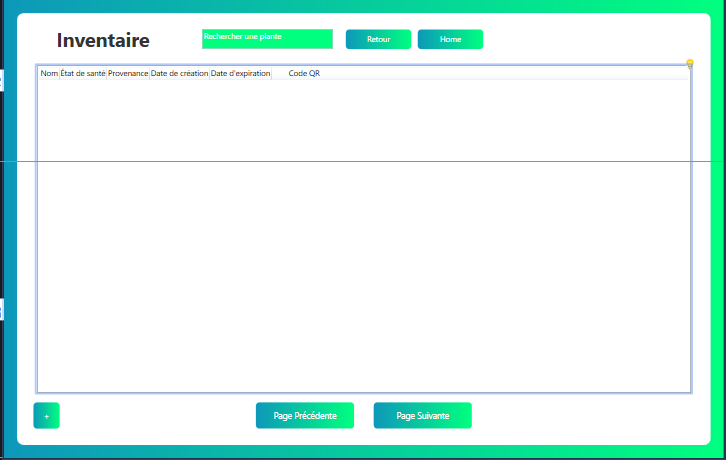 Inventaire
Rechercher une plante
Retour
Home
Nom État de santé Provenance Date de création Date d'expiration Code QR
+
Page Précédente
Page Suivante